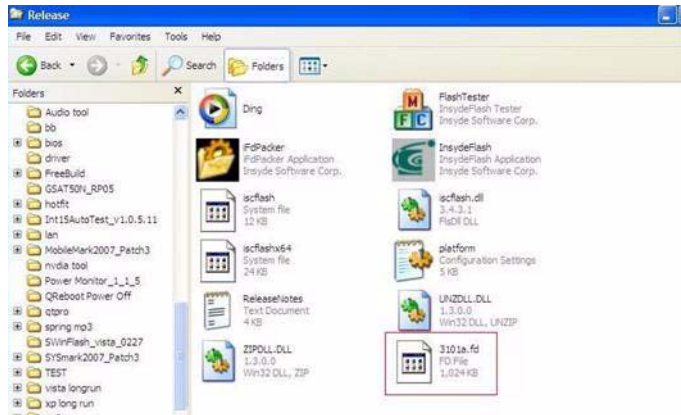 Release
File Edit View Favorites Tools Help
Back Search Folders
Folders
Audio tool
bb
bios
driver
FreeBuild
GSAT50N_RP05
hotfit
Int15AutoTest_v1.0.5.11
lan
MobileMark2007_Patch3
nvdia tool
Power Monitor_1_1_5
QReboot Power Off
qtpro
spring mp3
SWinFlash_vista_0227
SYSmark2007_Patch3
TEST
vista longrun
xp long run
Ding
FlashTester
InsydeFlash Tester
Insyde Software Corp.
iFdPacker
iFdPacker Application
Insyde Software Corp.
InsydeFlash
InsydeFlash Application
Insyde Software Corp.
iscflash
System file
12 KB
iscflash.dll
3.4.3.1
FlsDll DLL
iscflashx64
System file
24 KB
platform
Configuration Settings
5 KB
ReleaseNotes
Text Document
4 KB
UNZDLL.DLL
1.3.0.0
Win32 DLL, UNZIP
ZIPDLL.DLL
1.3.0.0
Win32 DLL, ZIP
3101a.fd
FD File
1,024 KB